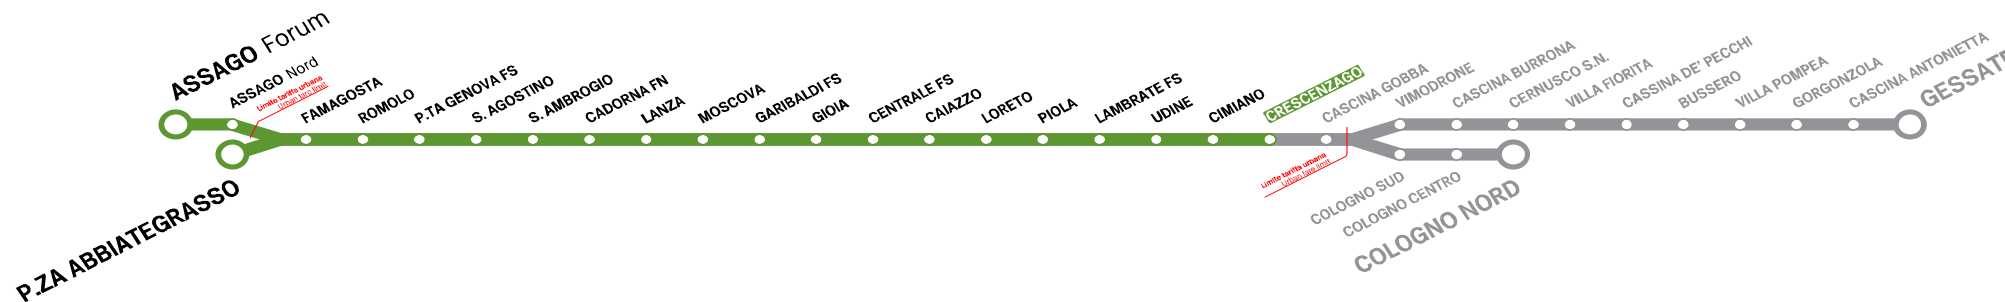 ASSAGO Forum
ASSAGO Nord
Limite tariffa urbana
Urban fare limit
P.ZA ABBIATEGRASSO
FAMAGOSTA
ROMOLO
P.TA GENOVA FS
S. AGOSTINO
S. AMBROGIO
CADORNA FN
LANZA
MOSCOVA
GARIBALDI FS
GIOIA
CENTRALE FS
CAIAZZO
LORETO
PIOLA
LAMBRATE FS
UDINE
CIMIANO
CRESCENZAGO
CASCINA GOBBA
Limite tariffa urbana
Urban fare limit
VIMODRONE
CASCINA BURRONA
CERNUSCO S.N.
VILLA FIORITA
CASSINA DE' PECCHI
BUSSERO
VILLA POMPEA
GORGONZOLA
CASCINA ANTONIETTA
GESSATE
COLOGNO SUD
COLOGNO CENTRO
COLOGNO NORD